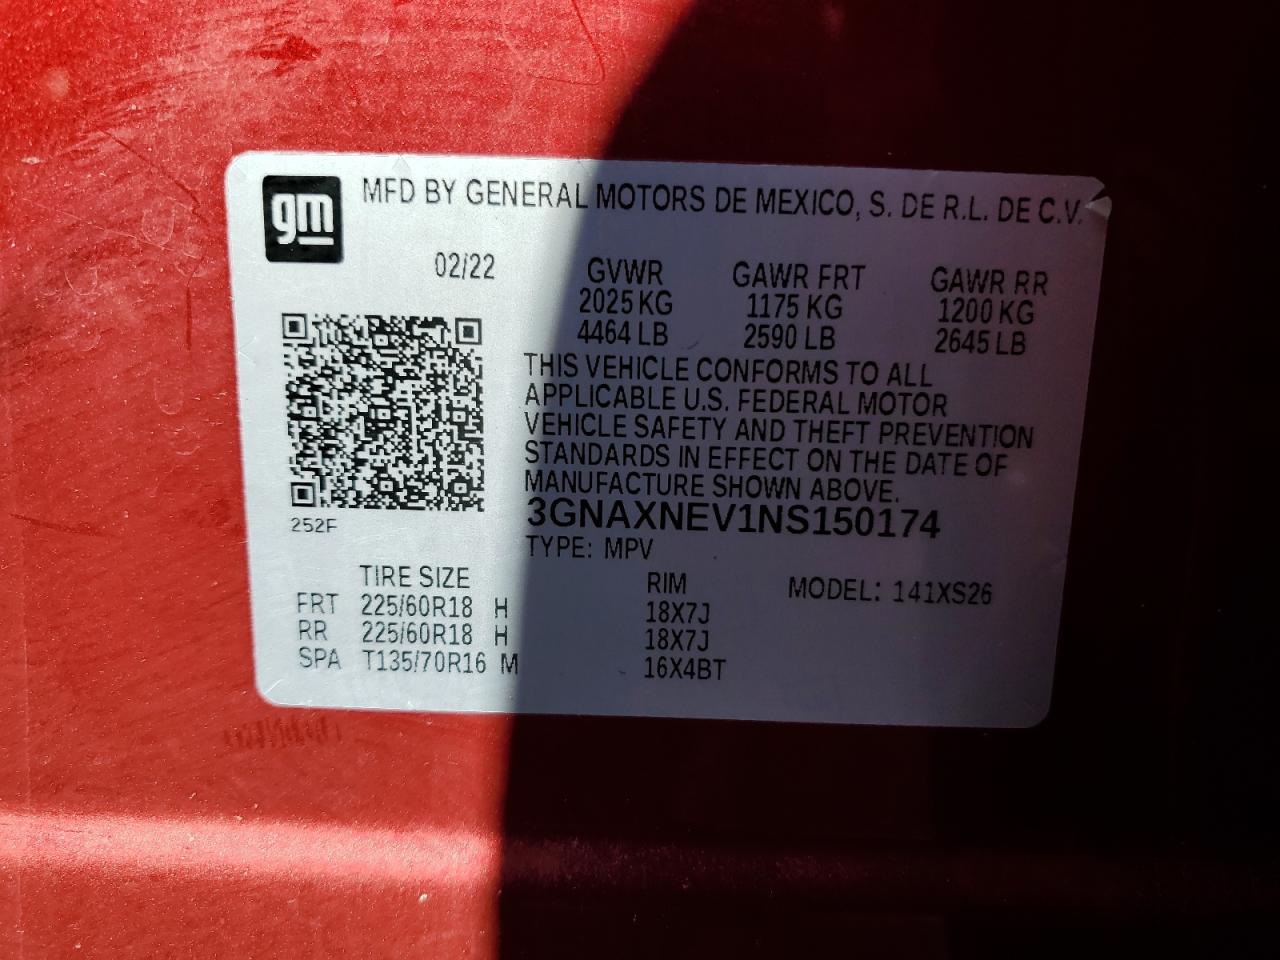 gm
MFD BY GENERAL MOTORS DE MEXICO, S. DE R.L. DE C.V.
02/22
GVWR GAWR FRT GAWR RR
2025 KG 1175 KG 1200 KG
4464 LB 2590 LB 2645 LB
THIS VEHICLE CONFORMS TO ALL
APPLICABLE U.S. FEDERAL MOTOR
VEHICLE SAFETY AND THEFT PREVENTION
STANDARDS IN EFFECT ON THE DATE OF
MANUFACTURE SHOWN ABOVE.
3GNAXNEV1NS150174
252F
TYPE: MPV
TIRE SIZE RIM MODEL: 141XS26
FRT 225/60R18 H 18X7J
RR 225/60R18 H 18X7J
SPA T135/70R16 M 16X4BT